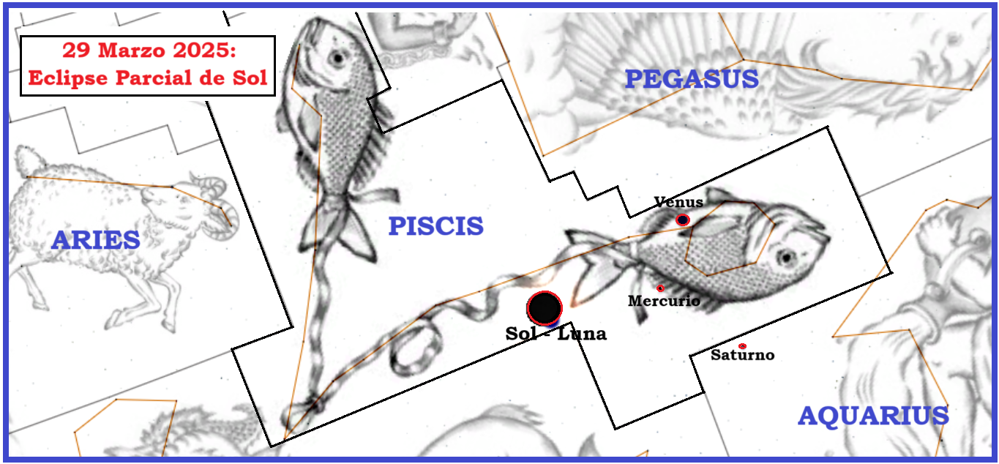 29 Marzo 2025:
Eclipse Parcial de Sol
PEGASUS
ARIES
PISCIS
Venus
Mercurio
Sol - Luna
Saturno
AQUARIUS